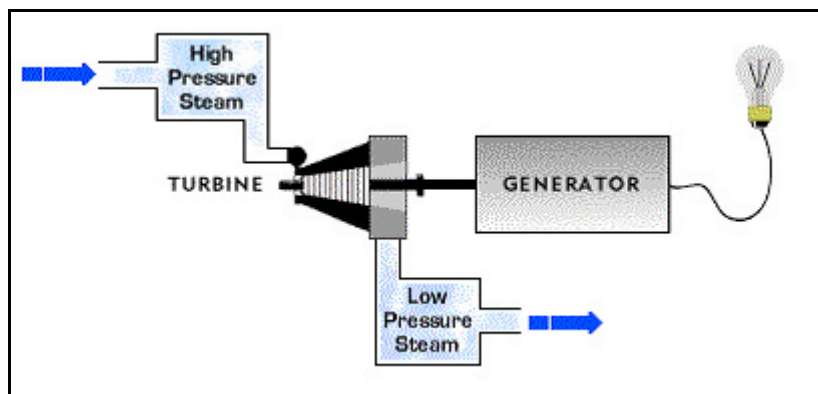 High
Pressure
Steam
TURBINE
GENERATOR
Low
Pressure
Steam